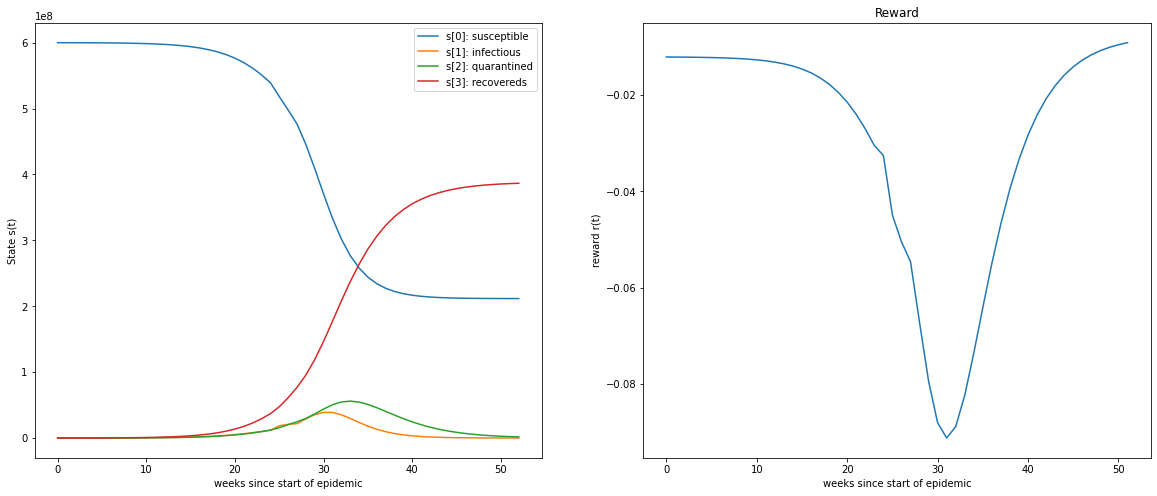 1e8
6
5
4
3
2
1
0
State s(t)
0
10
20
30
40
50
weeks since start of epidemic
s[0]: susceptible
s[1]: infectious
s[2]: quarantined
s[3]: recovereds
Reward
−0.02
−0.04
−0.06
−0.08
reward r(t)
0
10
20
30
40
50
weeks since start of epidemic